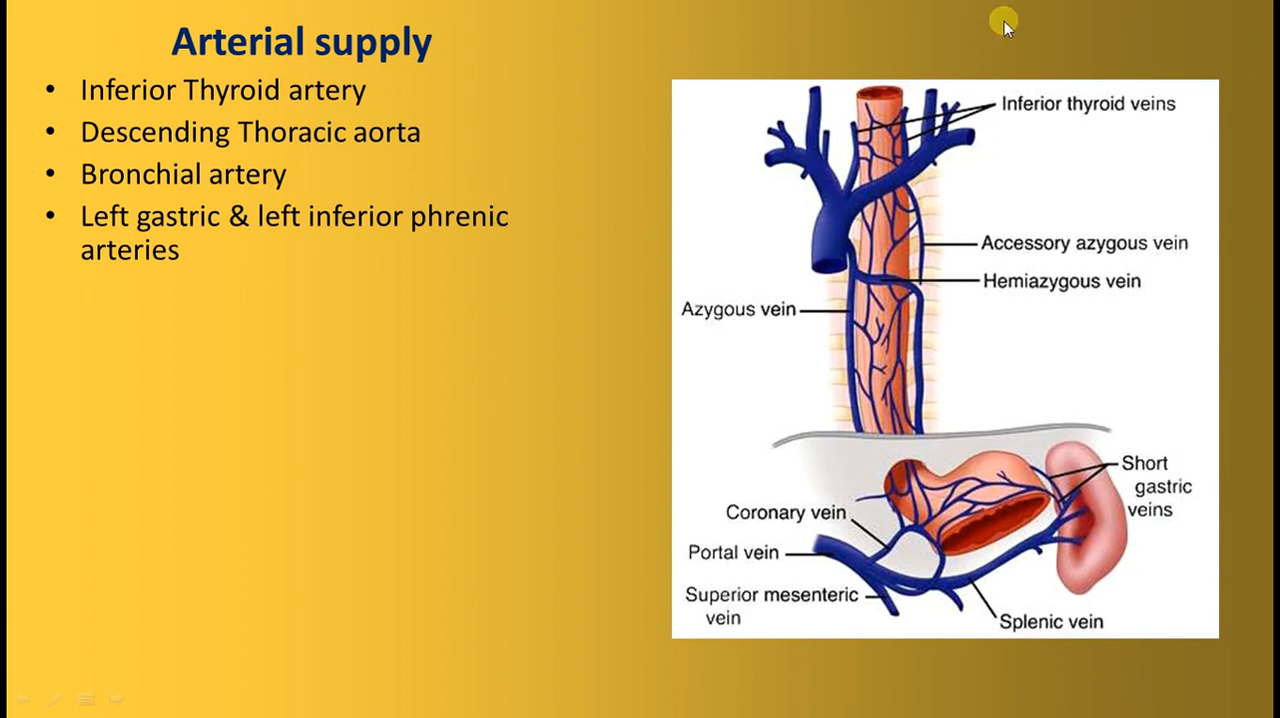 Arterial supply
• Inferior Thyroid artery
• Descending Thoracic aorta
• Bronchial artery
• Left gastric & left inferior phrenic
arteries
Inferior thyroid veins
Accessory azygous vein
Hemiazygous vein
Azygous vein
Short
gastric
veins
Coronary vein
Portal vein
Superior mesenteric
vein
Splenic vein